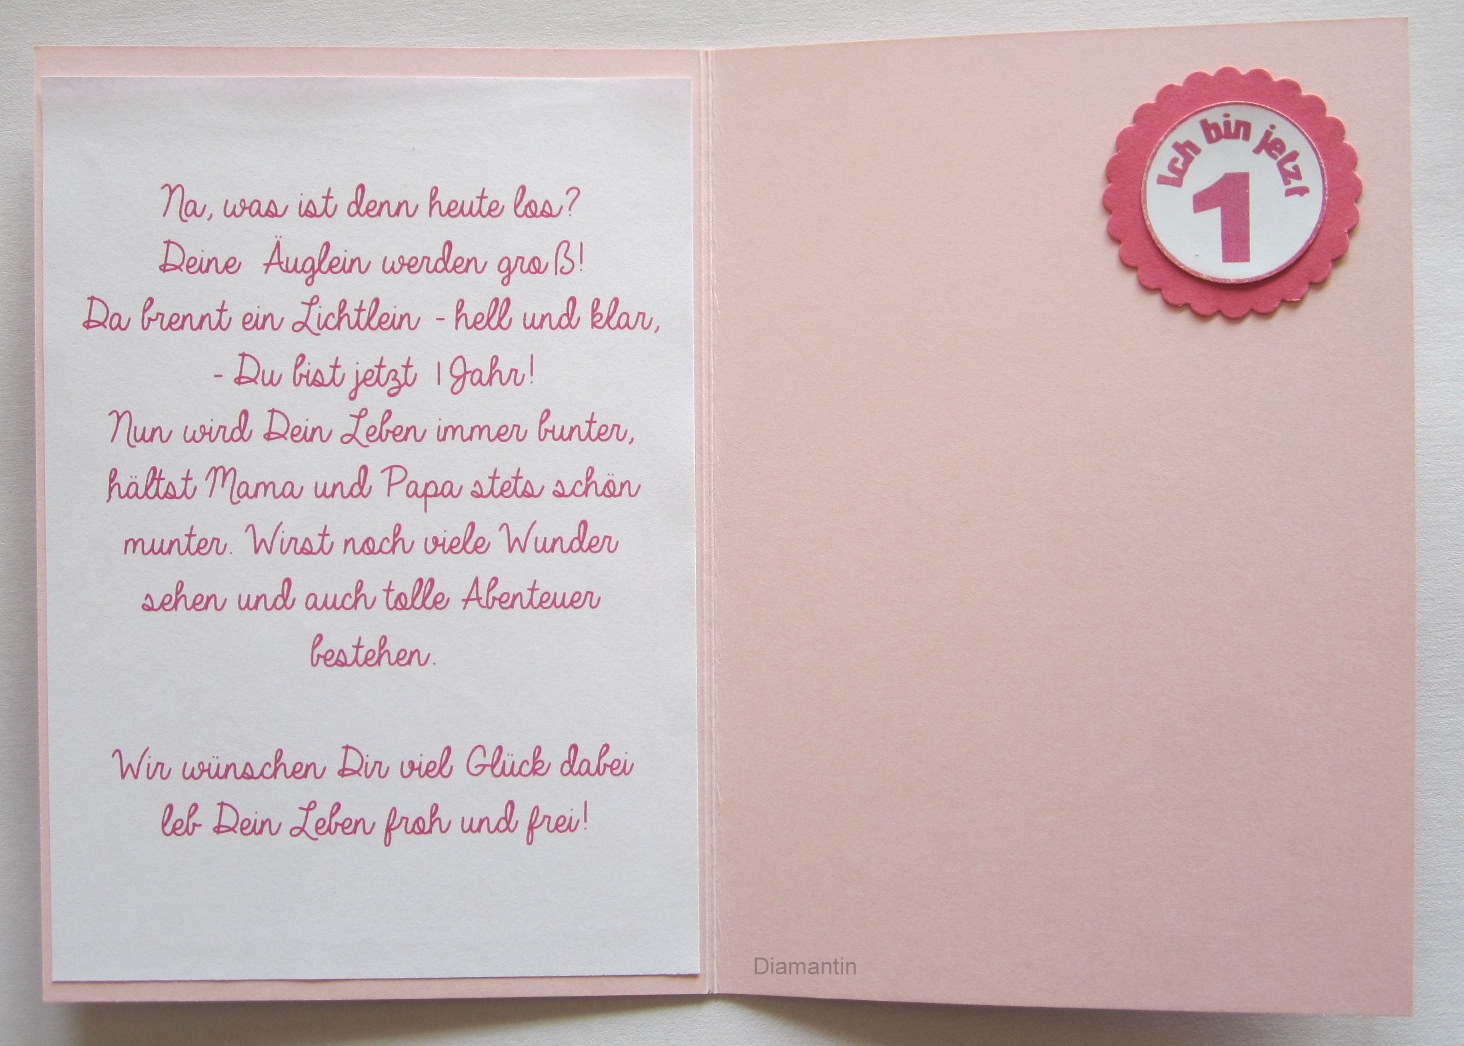 Na, was ist denn heute los?
Deine Äuglein werden groß!
Da brennt ein Lichtlein - hell und klar,
- Du bist jetzt 1 Jahr!
Nun wird Dein Leben immer bunter,
hältst Mama und Papa stets schön
munter. Wirst noch viele Wunder
sehen und auch tolle Abenteuer
bestehen.
Wir wünschen Dir viel Glück dabei
leb Dein Leben froh und frei!
Ich bin jetzt
1
Diamantin